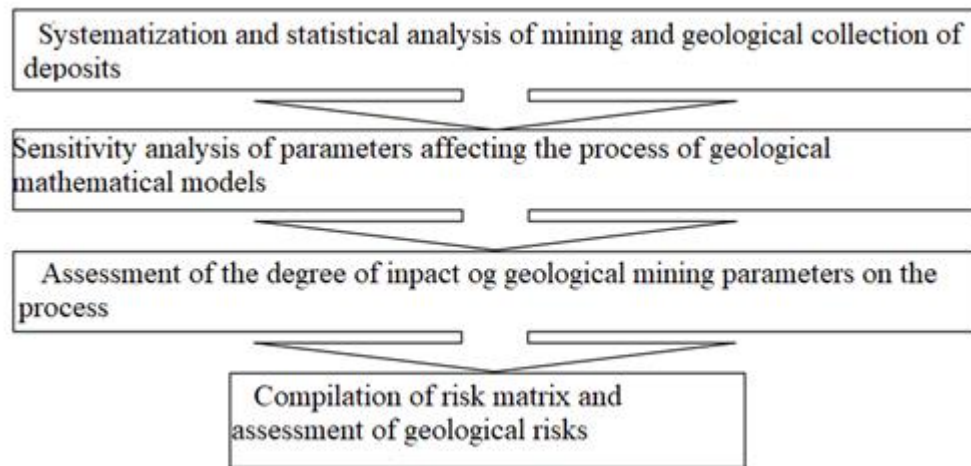 Systematization and statistical analysis of mining and geological collection of
deposits
Sensitivity analysis of parameters affecting the process of geological
mathematical models
Assessment of the degree of inpact og geological mining parameters on the
process
Compilation of risk matrix and
assessment of geological risks